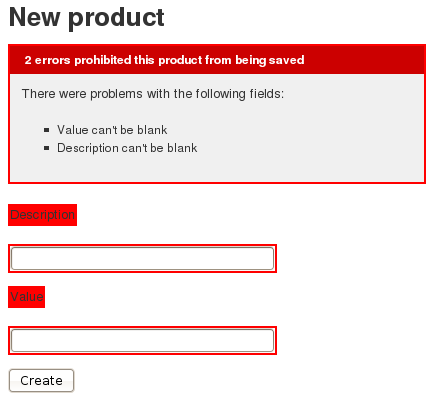 New product
2 errors prohibited this product from being saved
There were problems with the following fields:
Value can't be blank
Description can't be blank
Description
Value
Create